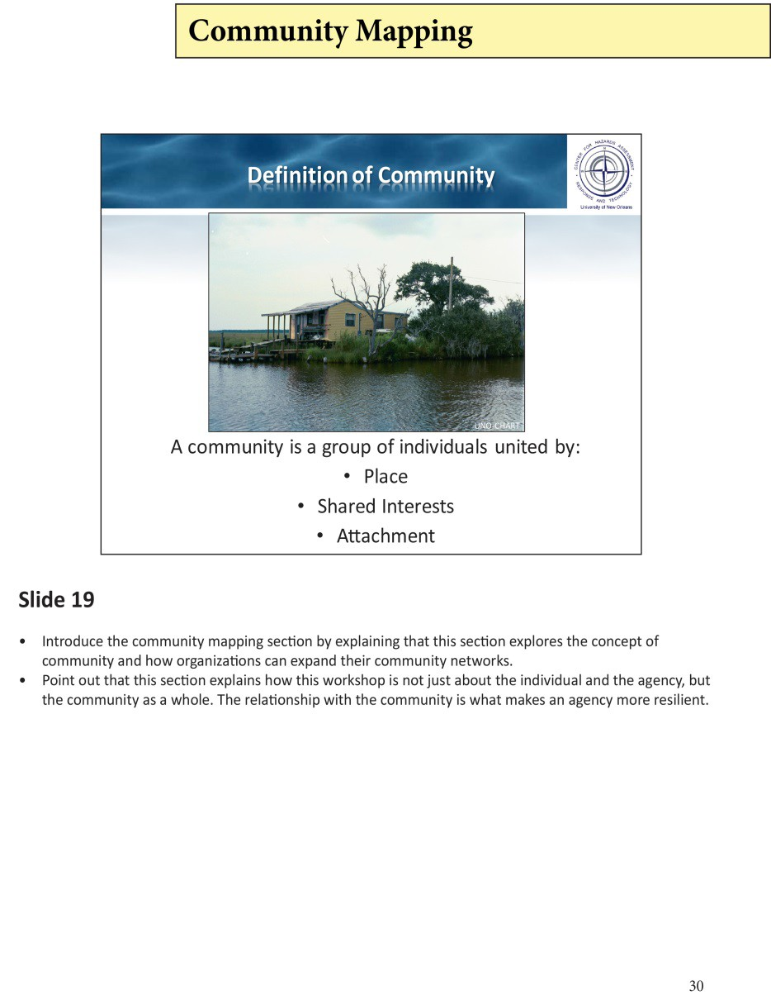 Community Mapping
Definition of Community
CENTER FOR HAZARDS ASSESSMENT
RESPONSE AND TECHNOLOGY
University of New Orleans
UNO-CHART
A community is a group of individuals united by:
• Place
• Shared Interests
• Attachment
Slide 19
• Introduce the community mapping section by explaining that this section explores the concept of
community and how organizations can expand their community networks.
• Point out that this section explains how this workshop is not just about the individual and the agency, but
the community as a whole. The relationship with the community is what makes an agency more resilient.
30